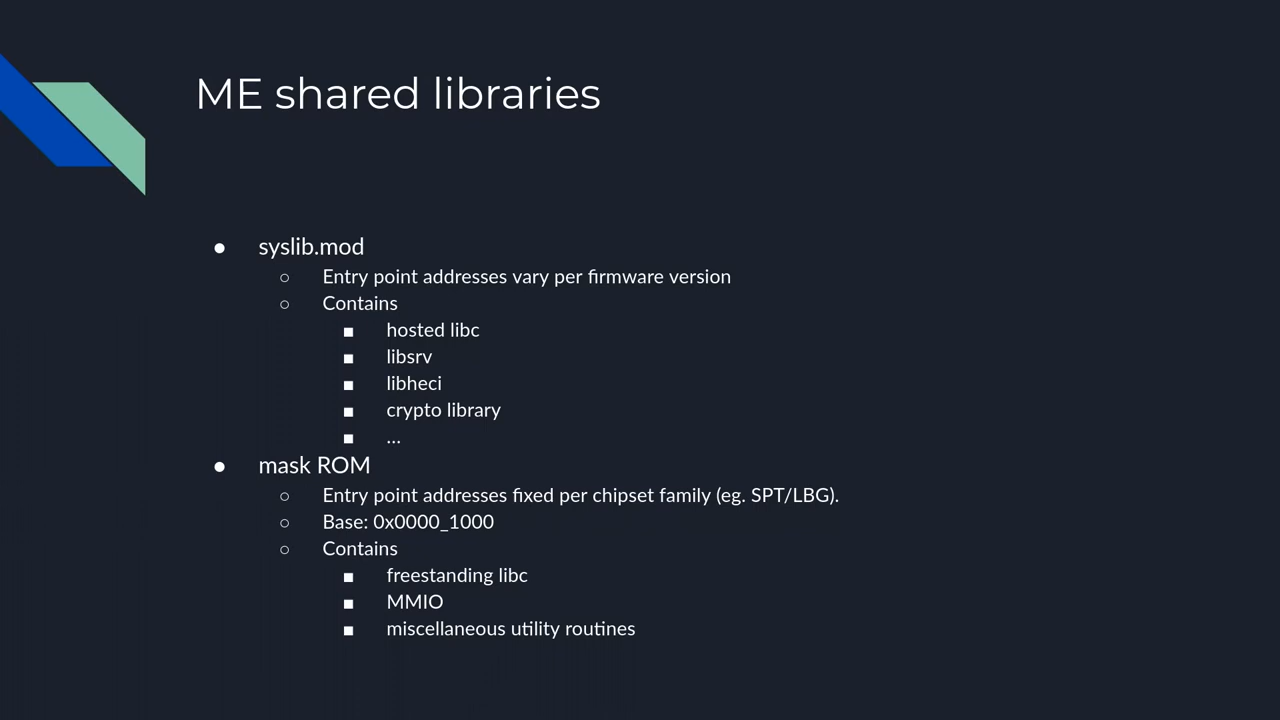 ME shared libraries
● syslib.mod
○ Entry point addresses vary per firmware version
○ Contains
■ hosted libc
■ libsrv
■ libheci
■ crypto library
■ ...
● mask ROM
○ Entry point addresses fixed per chipset family (eg. SPT/LBG).
○ Base: 0x0000_1000
○ Contains
■ freestanding libc
■ MMIO
■ miscellaneous utility routines